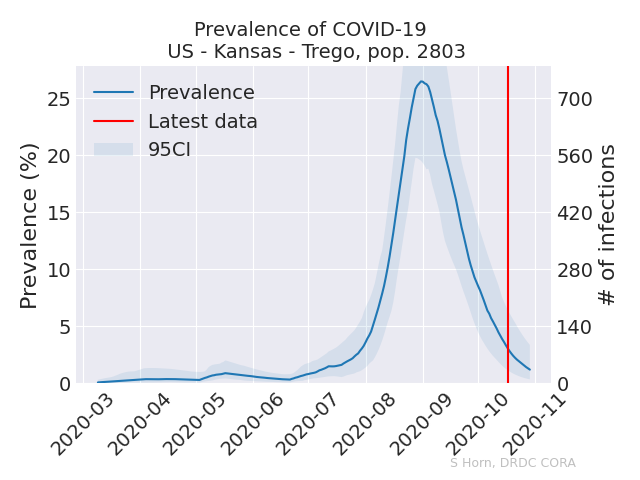 Prevalence of COVID-19
US - Kansas - Trego, pop. 2803
Prevalence
Latest data
95CI
Prevalence (%)
25
20
15
10
5
0
# of infections
700
560
420
280
140
0
2020-03
2020-04
2020-05
2020-06
2020-07
2020-08
2020-09
2020-10
2020-11
S Horn, DRDC CORA